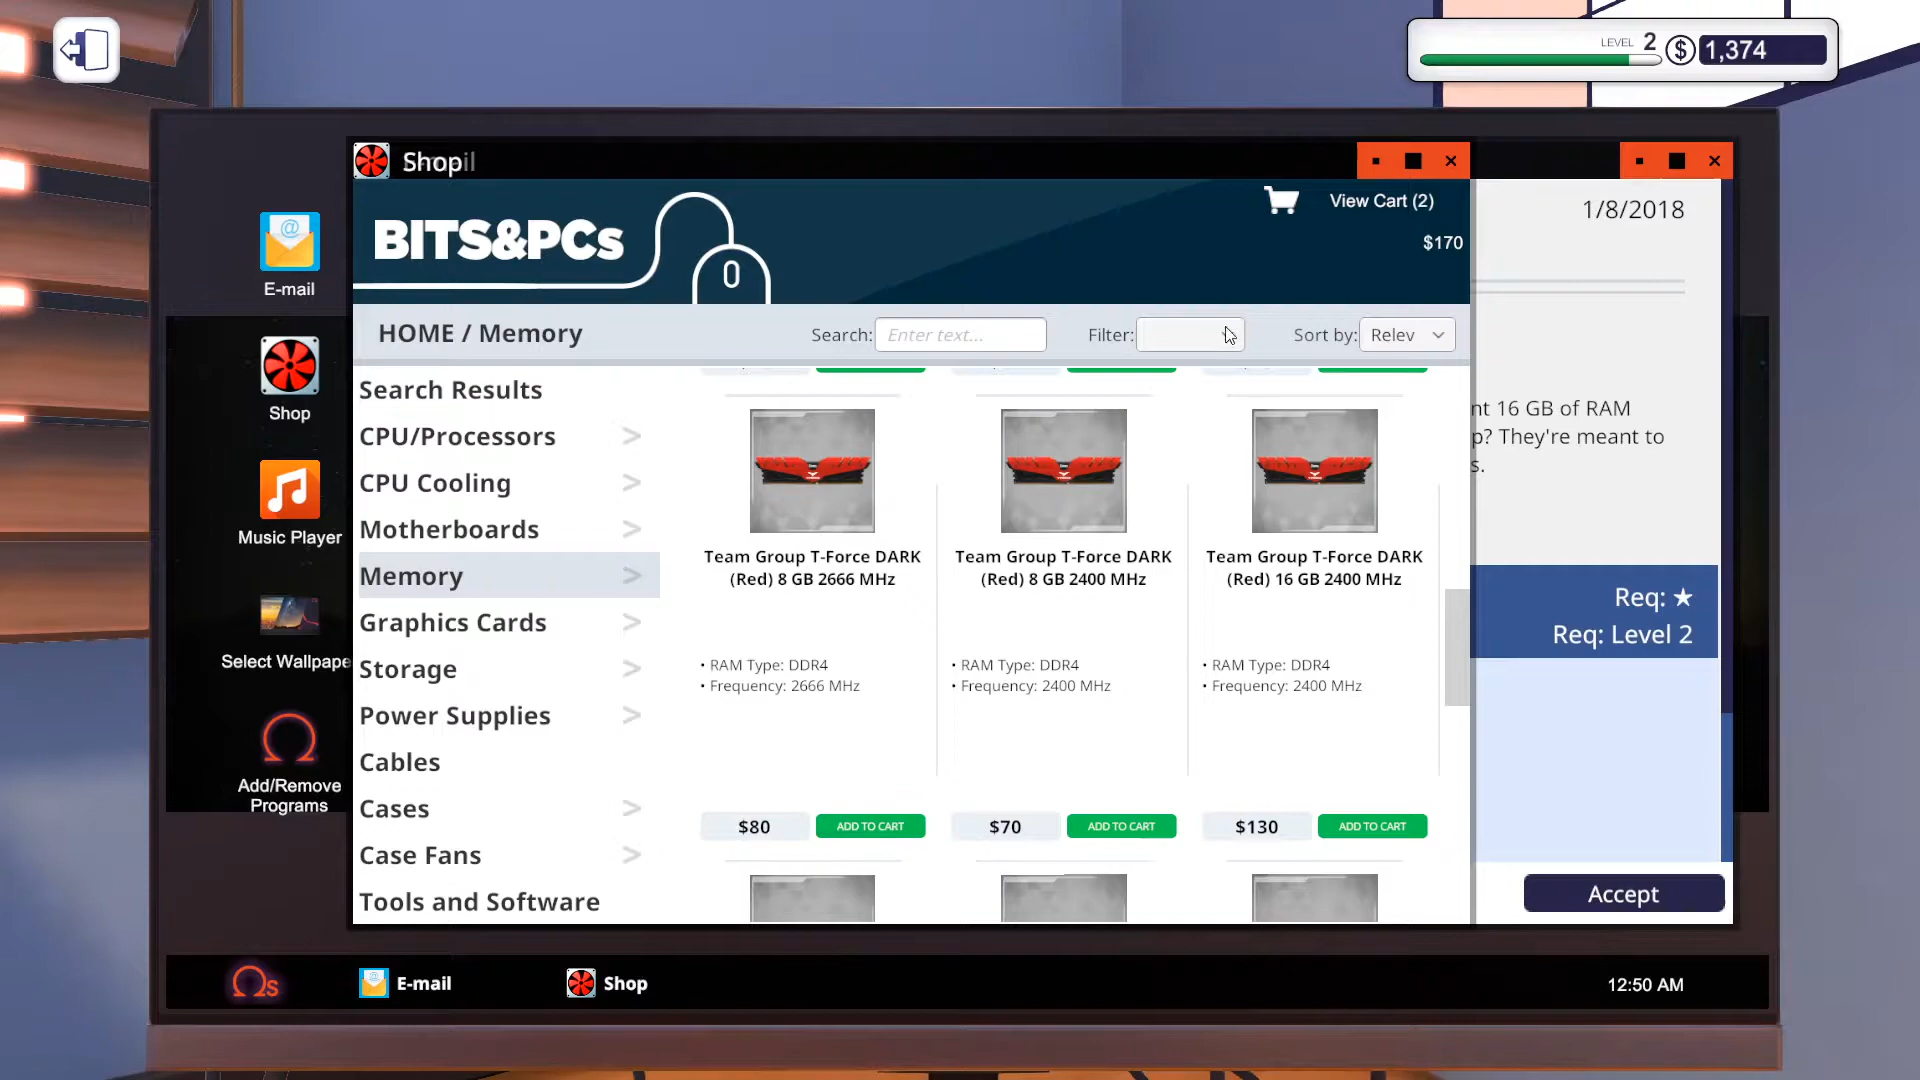 LEVEL 2 $ 1,374
Shop
View Cart (2)
$170
BITS&PCs
1/8/2018
HOME / Memory
Search: Enter text...
Filter:
Sort by: Relev
E-mail
Shop
Music Player
Select Wallpape
Add/Remove
Programs
Search Results
CPU/Processors >
CPU Cooling >
Motherboards >
Memory >
Graphics Cards >
Storage >
Power Supplies >
Cables
Cases >
Case Fans >
Tools and Software
Team Group T-Force DARK
(Red) 8 GB 2666 MHz
• RAM Type: DDR4
• Frequency: 2666 MHz
$80 ADD TO CART
Team Group T-Force DARK
(Red) 8 GB 2400 MHz
• RAM Type: DDR4
• Frequency: 2400 MHz
$70 ADD TO CART
Team Group T-Force DARK
(Red) 16 GB 2400 MHz
• RAM Type: DDR4
• Frequency: 2400 MHz
$130 ADD TO CART
nt 16 GB of RAM
p? They're meant to
s.
Req: ★
Req: Level 2
Accept
Ωs
E-mail
Shop
12:50 AM